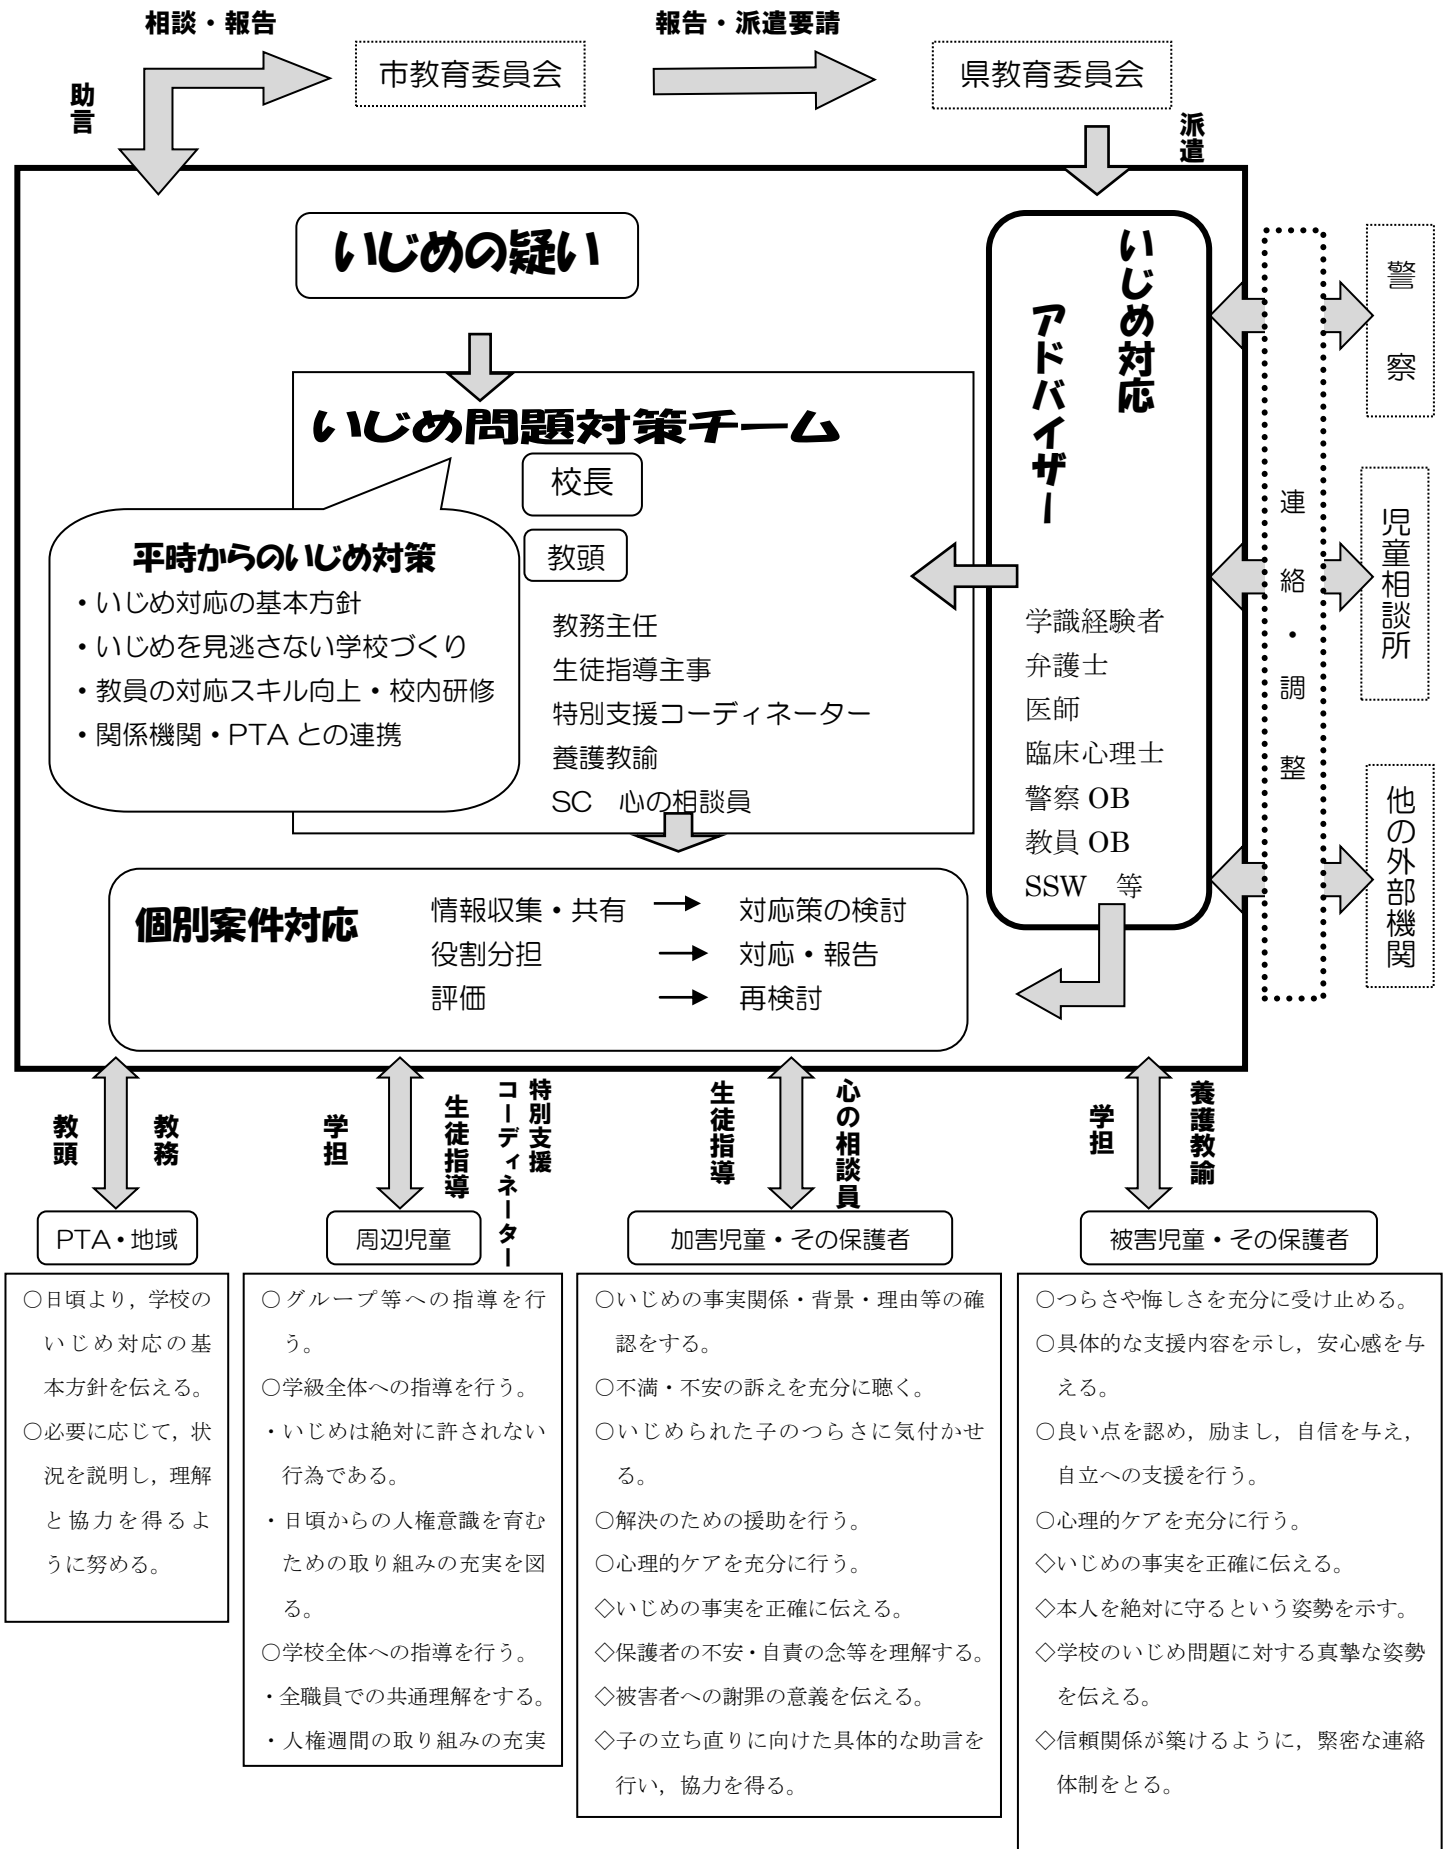 相談・報告
報告・派遣要請
市教育委員会
県教育委員会
助言
派遣
いじめの疑い
いじめ対応
アドバイザー
学識経験者
弁護士
医師
臨床心理士
警察 OB
教員 OB
SSW 等
連絡・調整
警察
児童相談所
他の外部機関
いじめ問題対策チーム
校長
教頭
教務主任
生徒指導主事
特別支援コーディネーター
養護教諭
SC 心の相談員
平時からのいじめ対策
・いじめ対応の基本方針
・いじめを見逃さない学校づくり
・教員の対応スキル向上・校内研修
・関係機関・PTA との連携
個別案件対応
情報収集・共有 → 対応策の検討
役割分担 → 対応・報告
評価 → 再検討
教頭
教務
学担
生徒指導
特別支援
コーディネーター
生徒指導
心の相談員
学担
養護教諭
PTA・地域
○日頃より，学校の
いじめ対応の基
本方針を伝える。
○必要に応じて，状
況を説明し，理解
と協力を得るよ
うに努める。
周辺児童
○グループ等への指導を行
う。
○学級全体への指導を行う。
・いじめは絶対に許されない
行為である。
・日頃からの人権意識を育む
ための取り組みの充実を図
る。
○学校全体への指導を行う。
・全職員での共通理解をする。
・人権週間の取り組みの充実
加害児童・その保護者
○いじめの事実関係・背景・理由等の確
認をする。
○不満・不安の訴えを充分に聴く。
○いじめられた子のつらさに気付かせ
る。
○解決のための援助を行う。
○心理的ケアを充分に行う。
◇いじめの事実を正確に伝える。
◇保護者の不安・自責の念等を理解する。
◇被害者への謝罪の意義を伝える。
◇子の立ち直りに向けた具体的な助言を
行い，協力を得る。
被害児童・その保護者
○つらさや悔しさを充分に受け止める。
○具体的な支援内容を示し，安心感を与
える。
○良い点を認め，励まし，自信を与え，
自立への支援を行う。
○心理的ケアを充分に行う。
◇いじめの事実を正確に伝える。
◇本人を絶対に守るという姿勢を示す。
◇学校のいじめ問題に対する真摯な姿勢
を伝える。
◇信頼関係が築けるように，緊密な連絡
体制をとる。